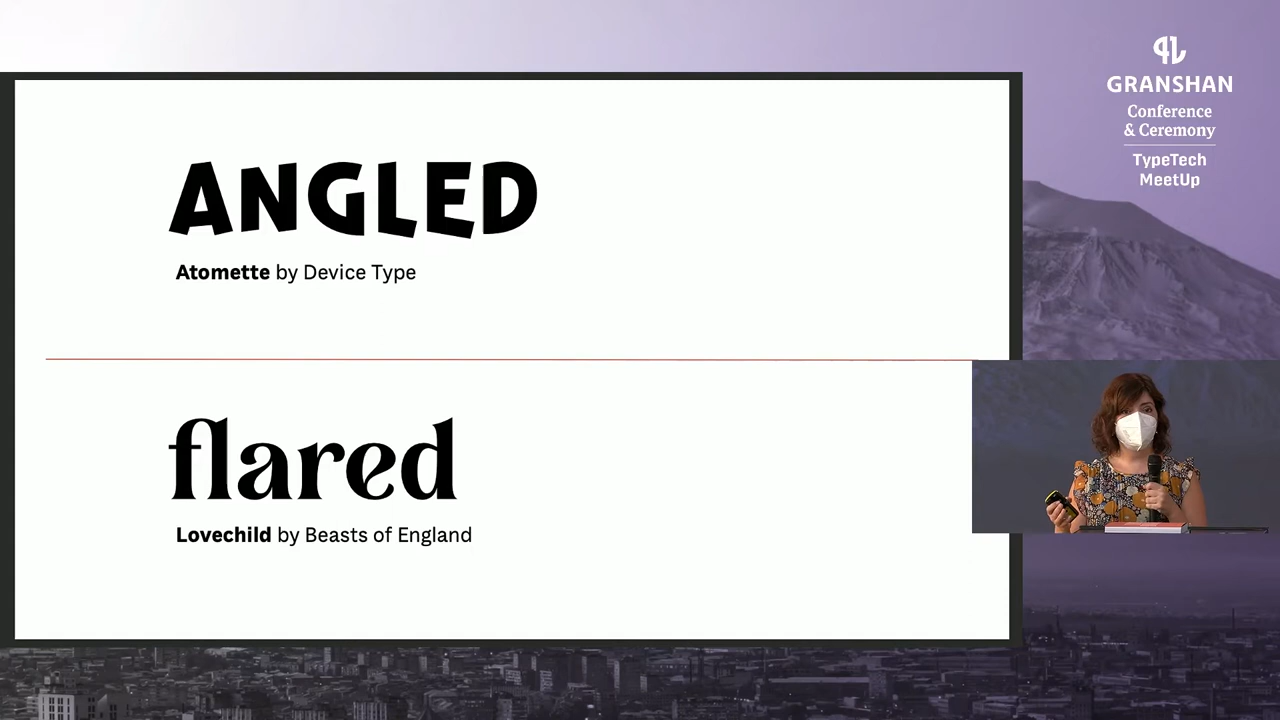 ANGLED
Atomette by Device Type
flared
Lovechild by Beasts of England
GRANSHAN
Conference
& Ceremony
TypeTech
MeetUp